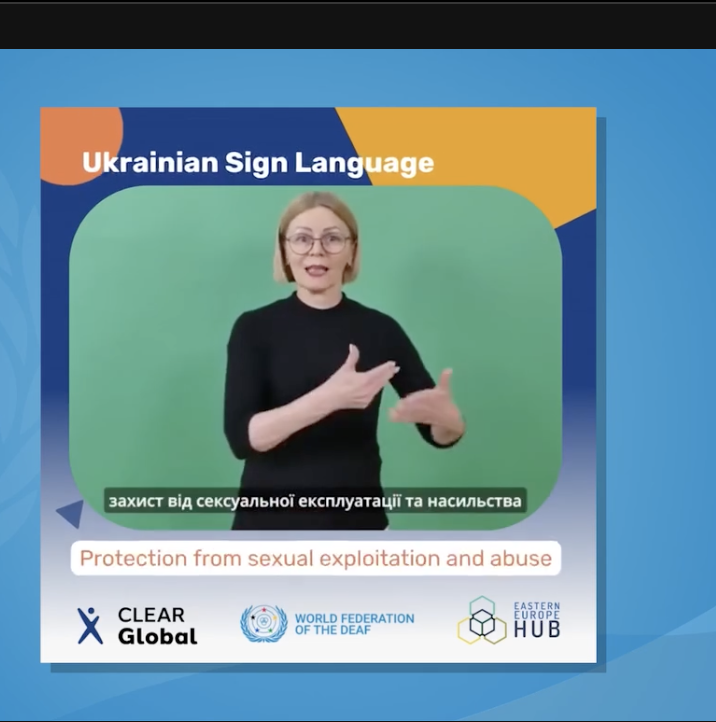 Ukrainian Sign Language
захист від сексуальної експлуатації та насильства
Protection from sexual exploitation and abuse
CLEAR
Global
WORLD FEDERATION
OF THE DEAF
EASTERN
EUROPE
HUB